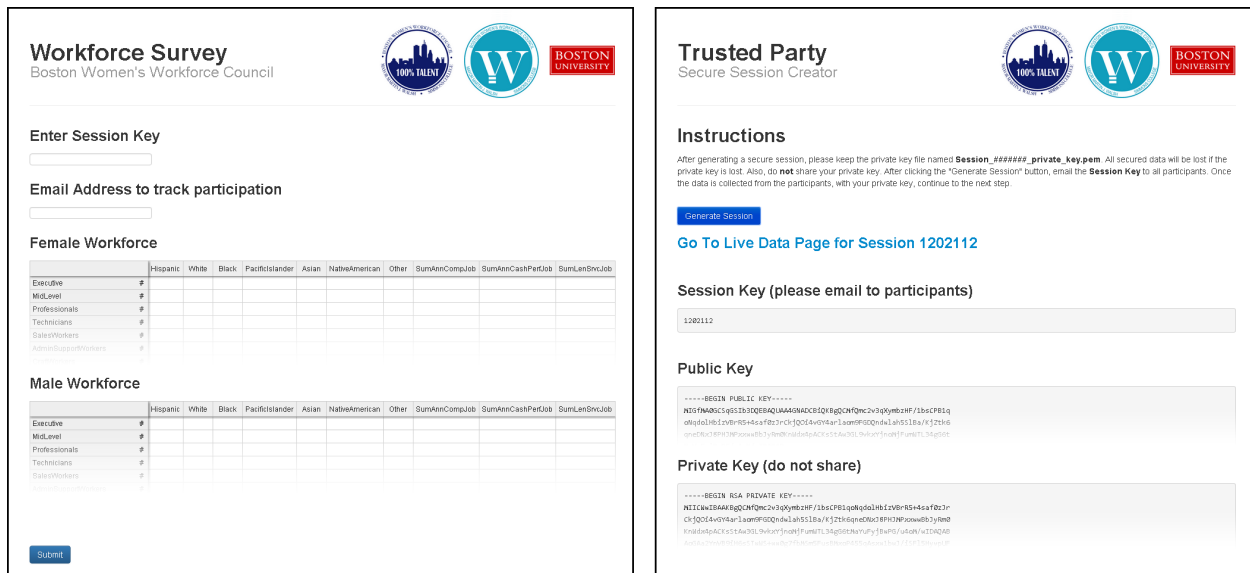 Workforce Survey
Boston Women's Workforce Council
100% TALENT
W
BOSTON
UNIVERSITY
Enter Session Key
Email Address to track participation
Female Workforce
Hispanic White Black PacificIslander Asian NativeAmerican Other SumAnnCompJob SumAnnCashPerfJob SumLenSrvcJob
Executive #
MidLevel #
Professionals #
Technicians #
SalesWorkers #
AdminSupportWorkers #
Male Workforce
Hispanic White Black PacificIslander Asian NativeAmerican Other SumAnnCompJob SumAnnCashPerfJob SumLenSrvcJob
Executive #
MidLevel #
Professionals #
Technicians #
SalesWorkers #
Submit
Trusted Party
Secure Session Creator
100% TALENT
W
BOSTON
UNIVERSITY
Instructions
After generating a secure session, please keep the private key file named Session_#######_private_key.pem. All secured data will be lost if the
private key is lost. Also, do not share your private key. After clicking the "Generate Session" button, email the Session Key to all participants. Once
the data is collected from the participants, with your private key, continue to the next step.
Generate Session
Go To Live Data Page for Session 1202112
Session Key (please email to participants)
1202112
Public Key
-----BEGIN PUBLIC KEY-----
Private Key (do not share)
-----BEGIN RSA PRIVATE KEY-----